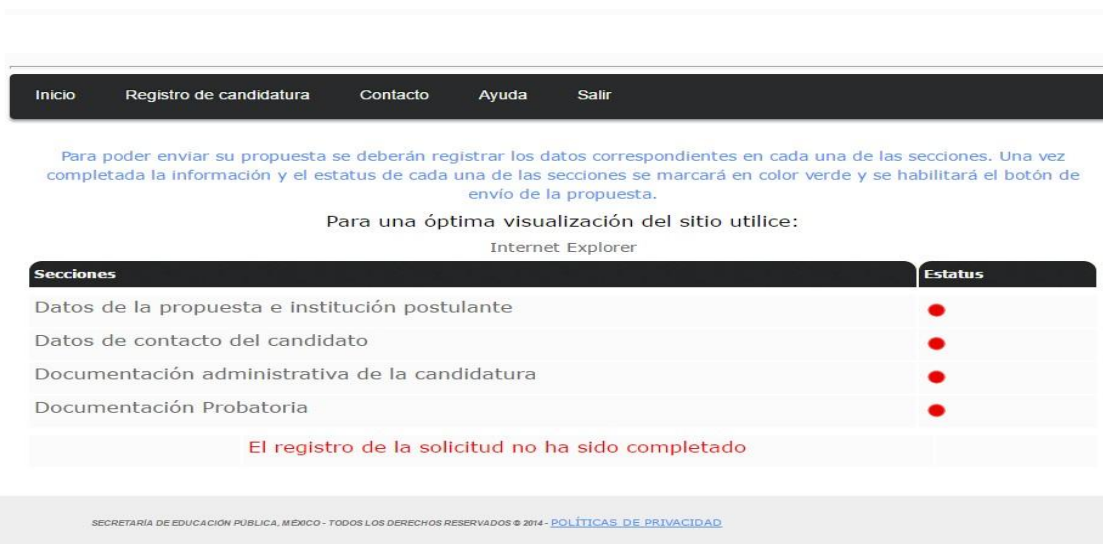 Inicio Registro de candidatura Contacto Ayuda Salir
Para poder enviar su propuesta se deberán registrar los datos correspondientes en cada una de las secciones. Una vez
completada la información y el estatus de cada una de las secciones se marcará en color verde y se habilitará el botón de
envío de la propuesta.
Para una óptima visualización del sitio utilice:
Internet Explorer
Secciones Estatus
Datos de la propuesta e institución postulante
Datos de contacto del candidato
Documentación administrativa de la candidatura
Documentación Probatoria
El registro de la solicitud no ha sido completado
SECRETARÍA DE EDUCACIÓN PÚBLICA, MÉXICO - TODOS LOS DERECHOS RESERVADOS © 2014 - POLÍTICAS DE PRIVACIDAD